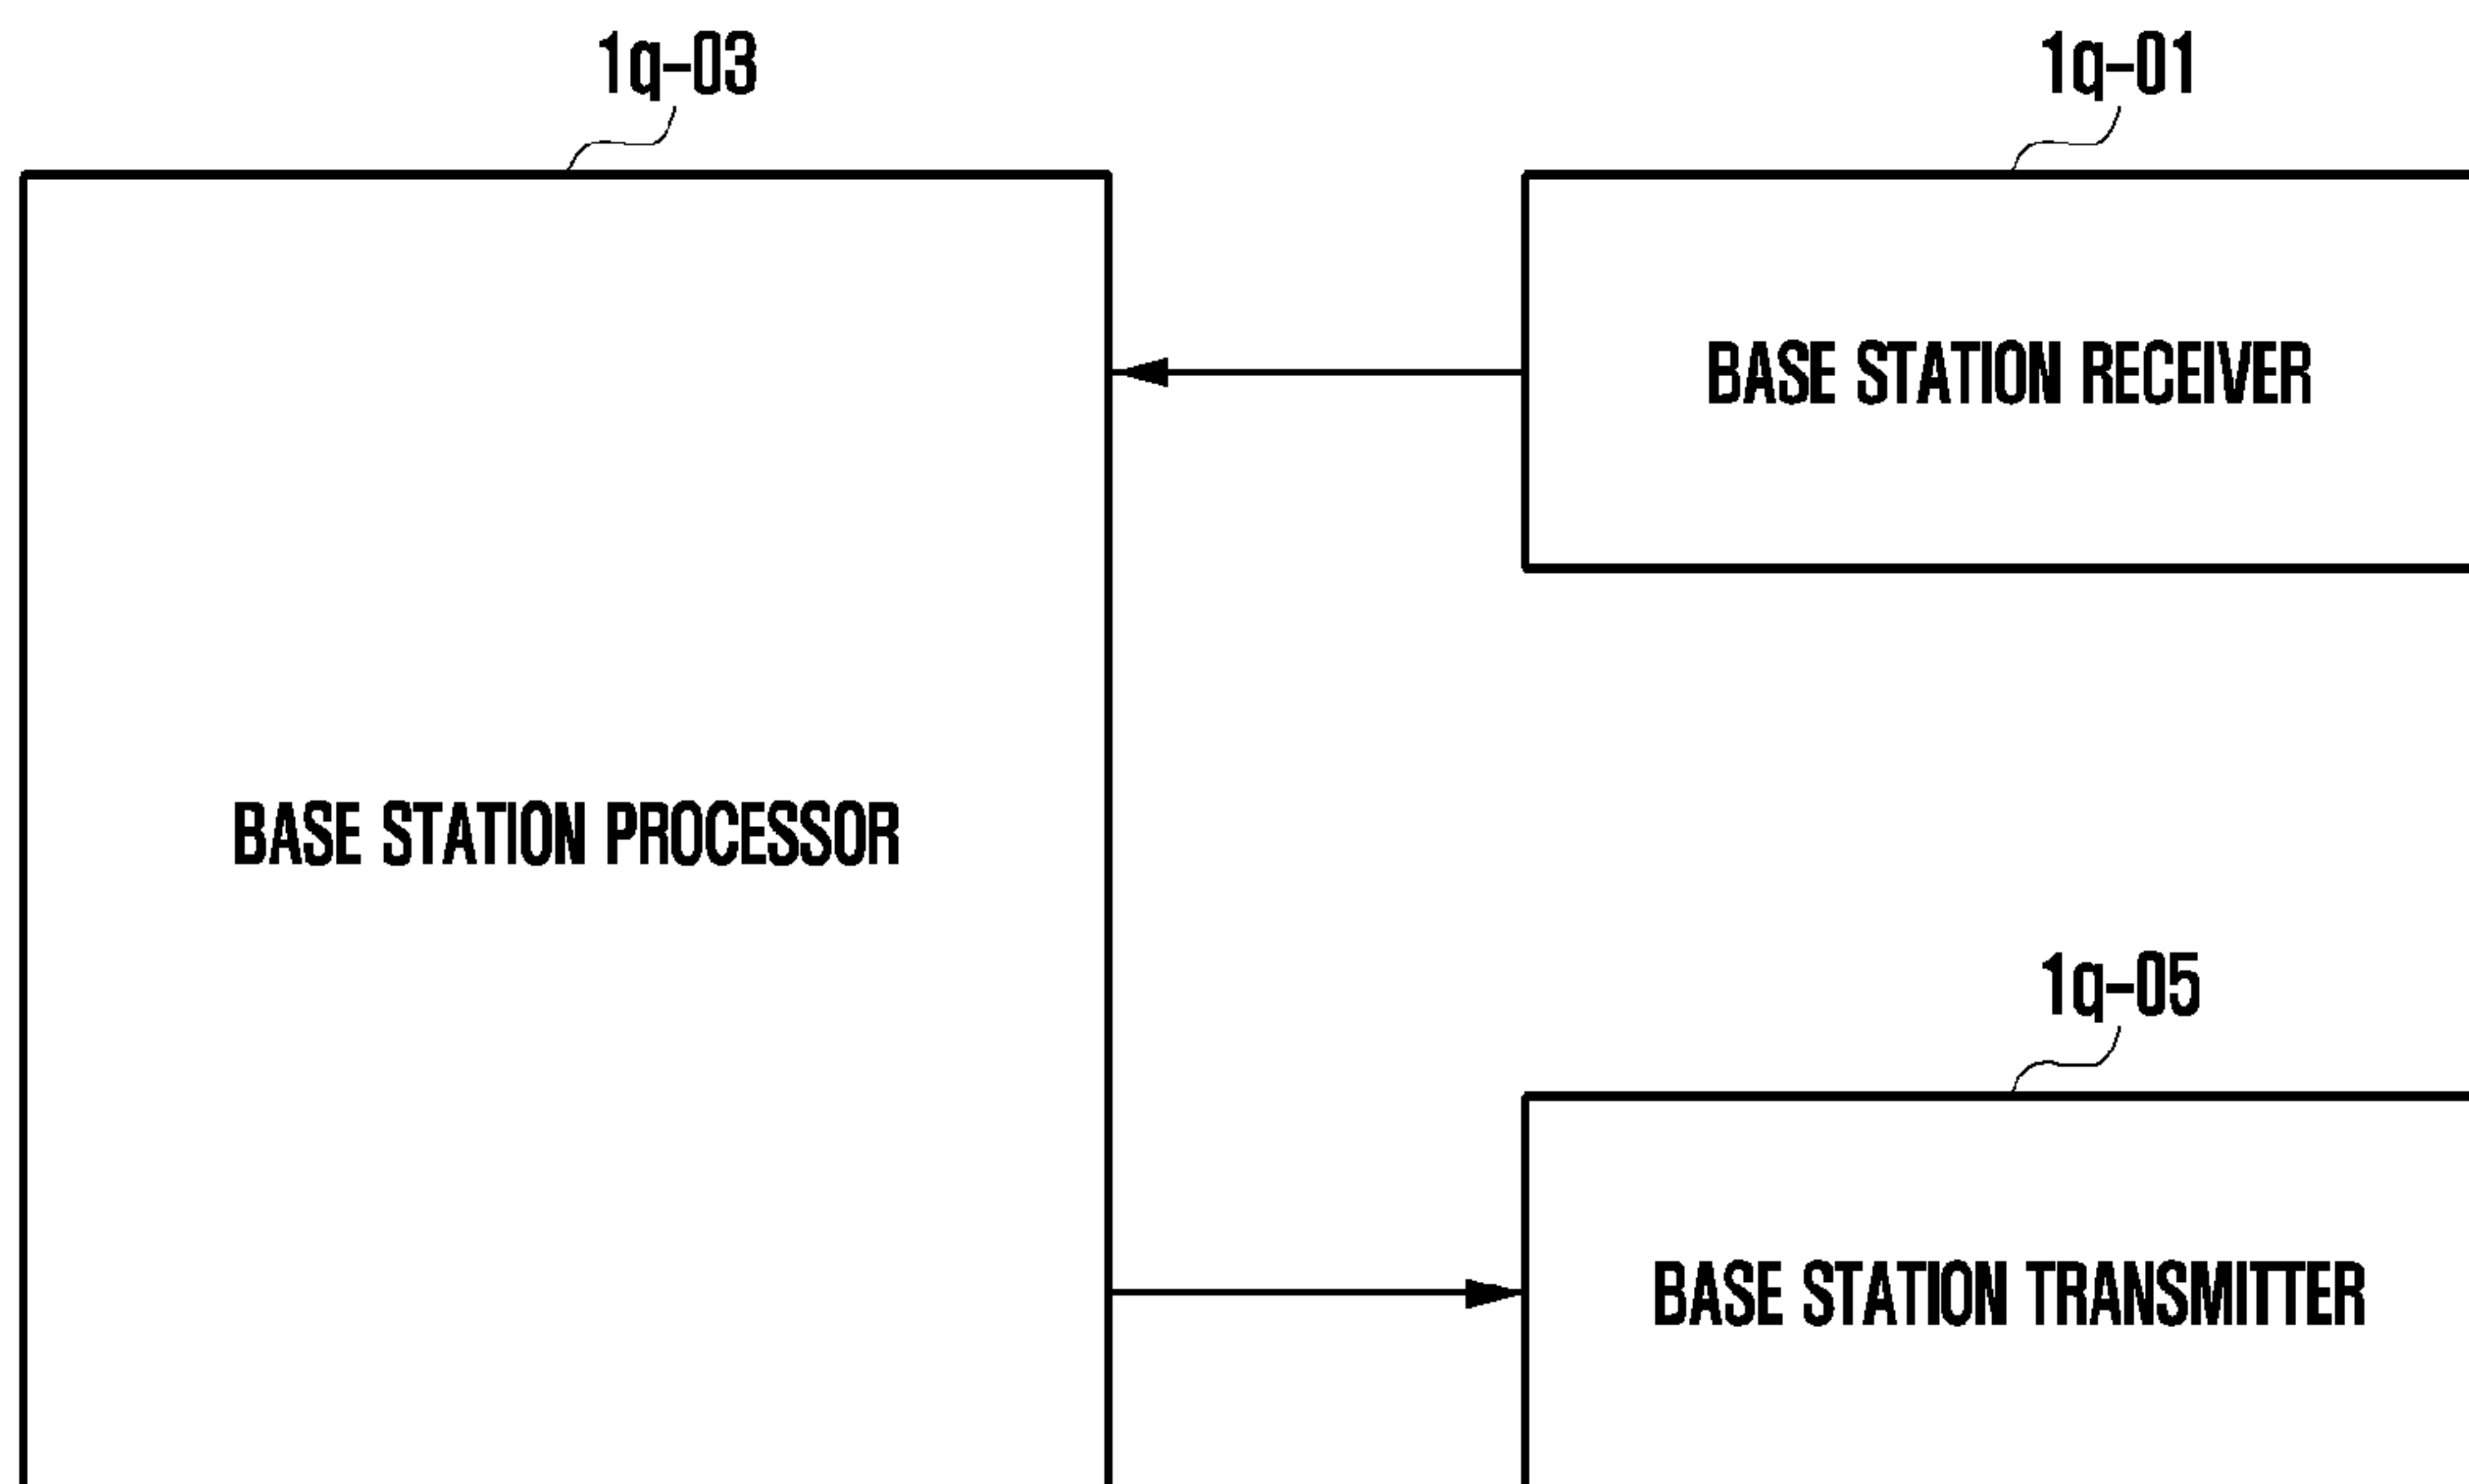 1q-03
1q-01
BASE STATION RECEIVER
BASE STATION PROCESSOR
1q-05
BASE STATION TRANSMITTER